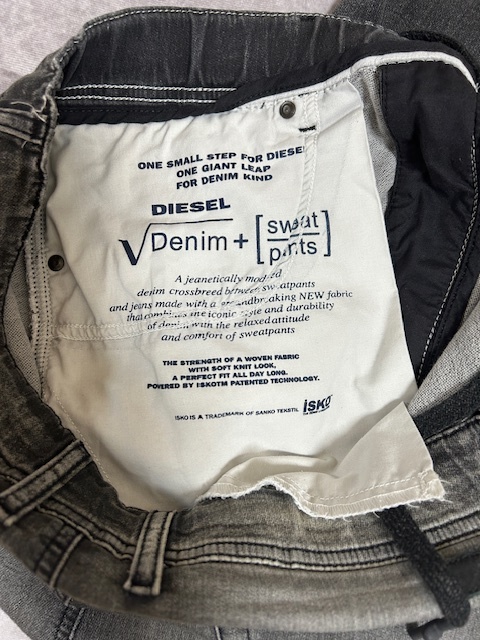 ONE SMALL STEP FOR DIESEL
ONE GIANT LEAP
FOR DENIM KIND
DIESEL
√Denim + [sweat/pants]
A jeanetically mod ed
denim crossbreed between sweatpants
and jeans made with a groundbreaking NEW fabric
that combines the iconic style and durability
of denim with the relaxed attitude
and comfort of sweatpants
THE STRENGTH OF A WOVEN FABRIC
WITH SOFT KNIT LOOK,
A PERFECT FIT ALL DAY LONG.
POWERED BY ISKOTM PATENTED TECHNOLOGY.
ISKO IS A TRADEMARK OF SANKO TEKSTIL İSKO